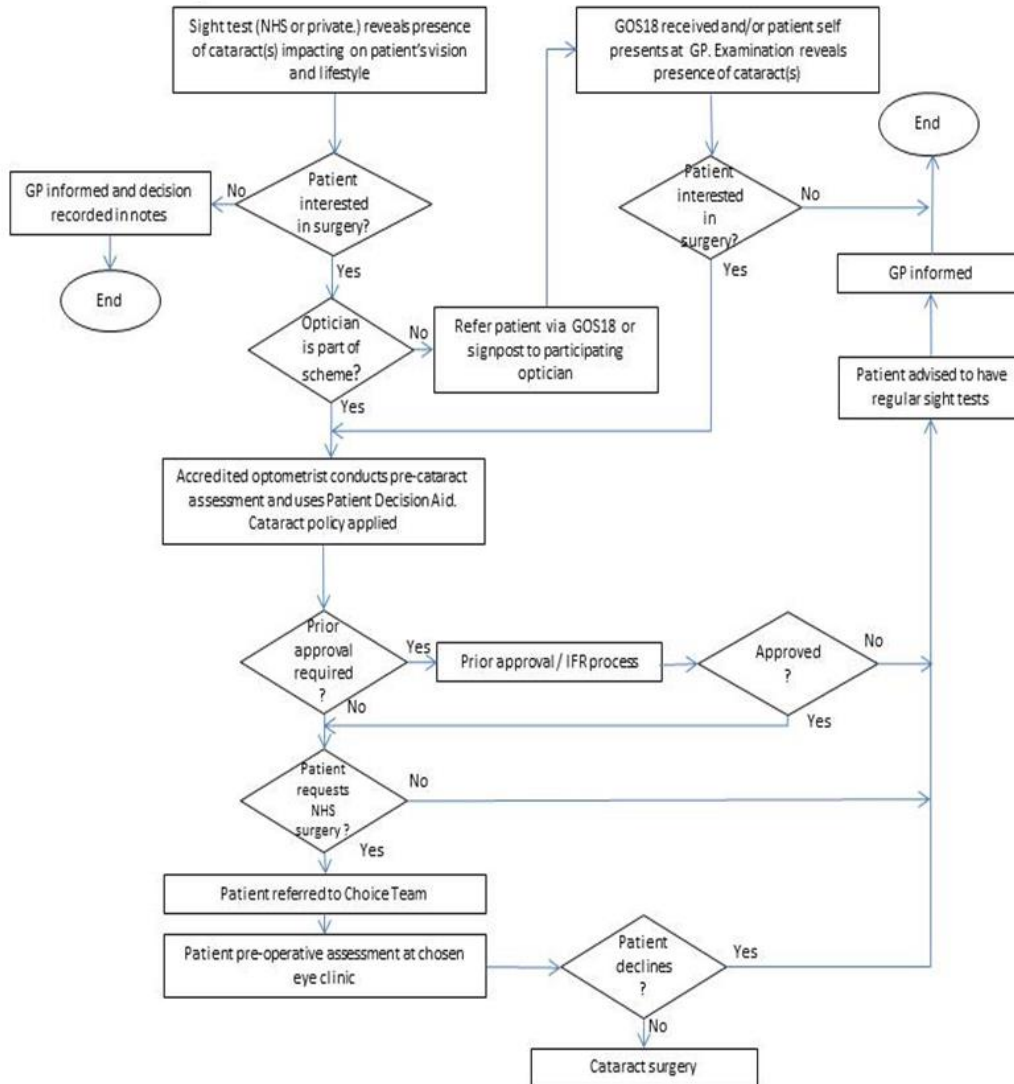 Sight test (NHS or private.) reveals
presence of cataract(s) impacting on patient's vision
and lifestyle
GOS18 received and/or patient self
presents at GP. Examination reveals
presence of cataract(s)
End
Patient
interested
in surgery?
No
GP informed and decision
recorded in notes
End
Yes
Patient
interested
in
surgery?
No
Yes
GP informed
Optician
is part of
scheme?
No
Refer patient via GOS18 or
signpost to participating
optician
Yes
Patient advised to have
regular sight tests
Accredited optometrist conducts pre-cataract
assessment and uses Patient Decision Aid.
Cataract policy applied
Prior
approval
required
?
Yes
Prior approval / IFR process
Approved
?
No
No
Yes
Patient
requests
NHS
surgery ?
No
Yes
Patient referred to Choice Team
Patient pre-operative assessment at chosen
eye clinic
Patient
declines
?
Yes
No
Cataract surgery